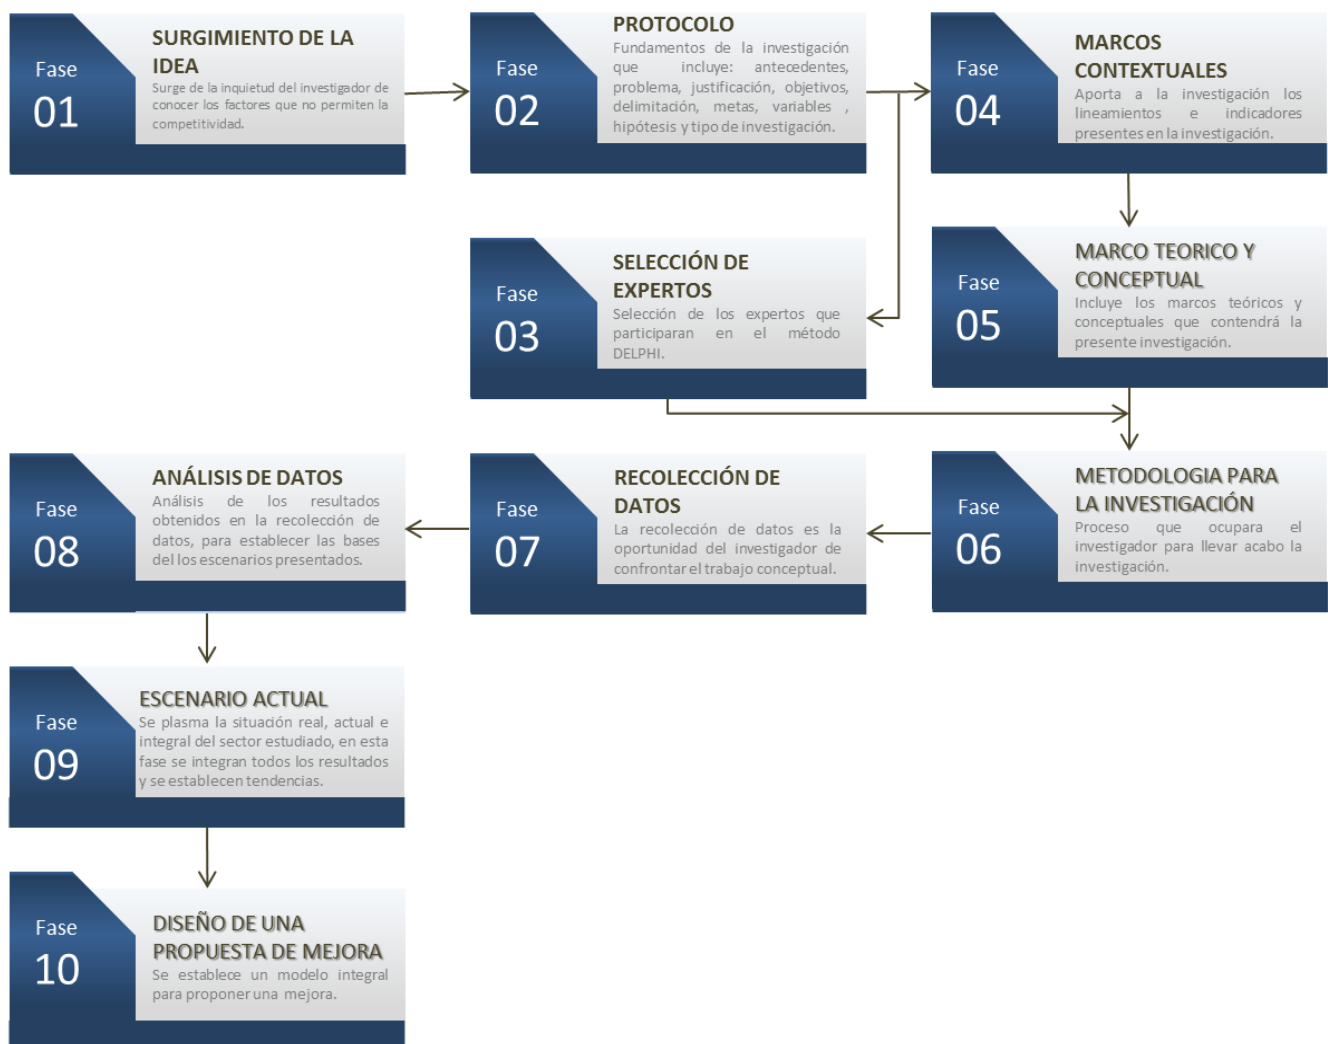 Fase
01
SURGIMIENTO DE LA
IDEA
Surge de la inquietud del investigador de
conocer los factores que no permiten la
competitividad.
Fase
02
PROTOCOLO
Fundamentos de la investigación
que incluye: antecedentes,
problema, justificación, objetivos,
delimitación, metas, variables ,
hipótesis y tipo de investigación.
Fase
04
MARCOS
CONTEXTUALES
Aporta a la investigación los
lineamientos e indicadores
presentes en la investigación.
Fase
03
SELECCIÓN DE
EXPERTOS
Selección de los expertos que
participaran en el método
DELPHI.
Fase
05
MARCO TEORICO Y
CONCEPTUAL
Incluye los marcos teóricos y
conceptuales que contendrá la
presente investigación.
Fase
08
ANÁLISIS DE DATOS
Análisis de los resultados
obtenidos en la recolección de
datos, para establecer las bases
del los escenarios presentados.
Fase
07
RECOLECCIÓN DE
DATOS
La recolección de datos es la
oportunidad del investigador de
confrontar el trabajo conceptual.
Fase
06
METODOLOGIA PARA
LA INVESTIGACIÓN
Proceso que ocupara el
investigador para llevar acabo la
investigación.
Fase
09
ESCENARIO ACTUAL
Se plasma la situación real, actual e
integral del sector estudiado, en esta
fase se integran todos los resultados
y se establecen tendencias.
Fase
10
DISEÑO DE UNA
PROPUESTA DE MEJORA
Se establece un modelo integral
para proponer una mejora.